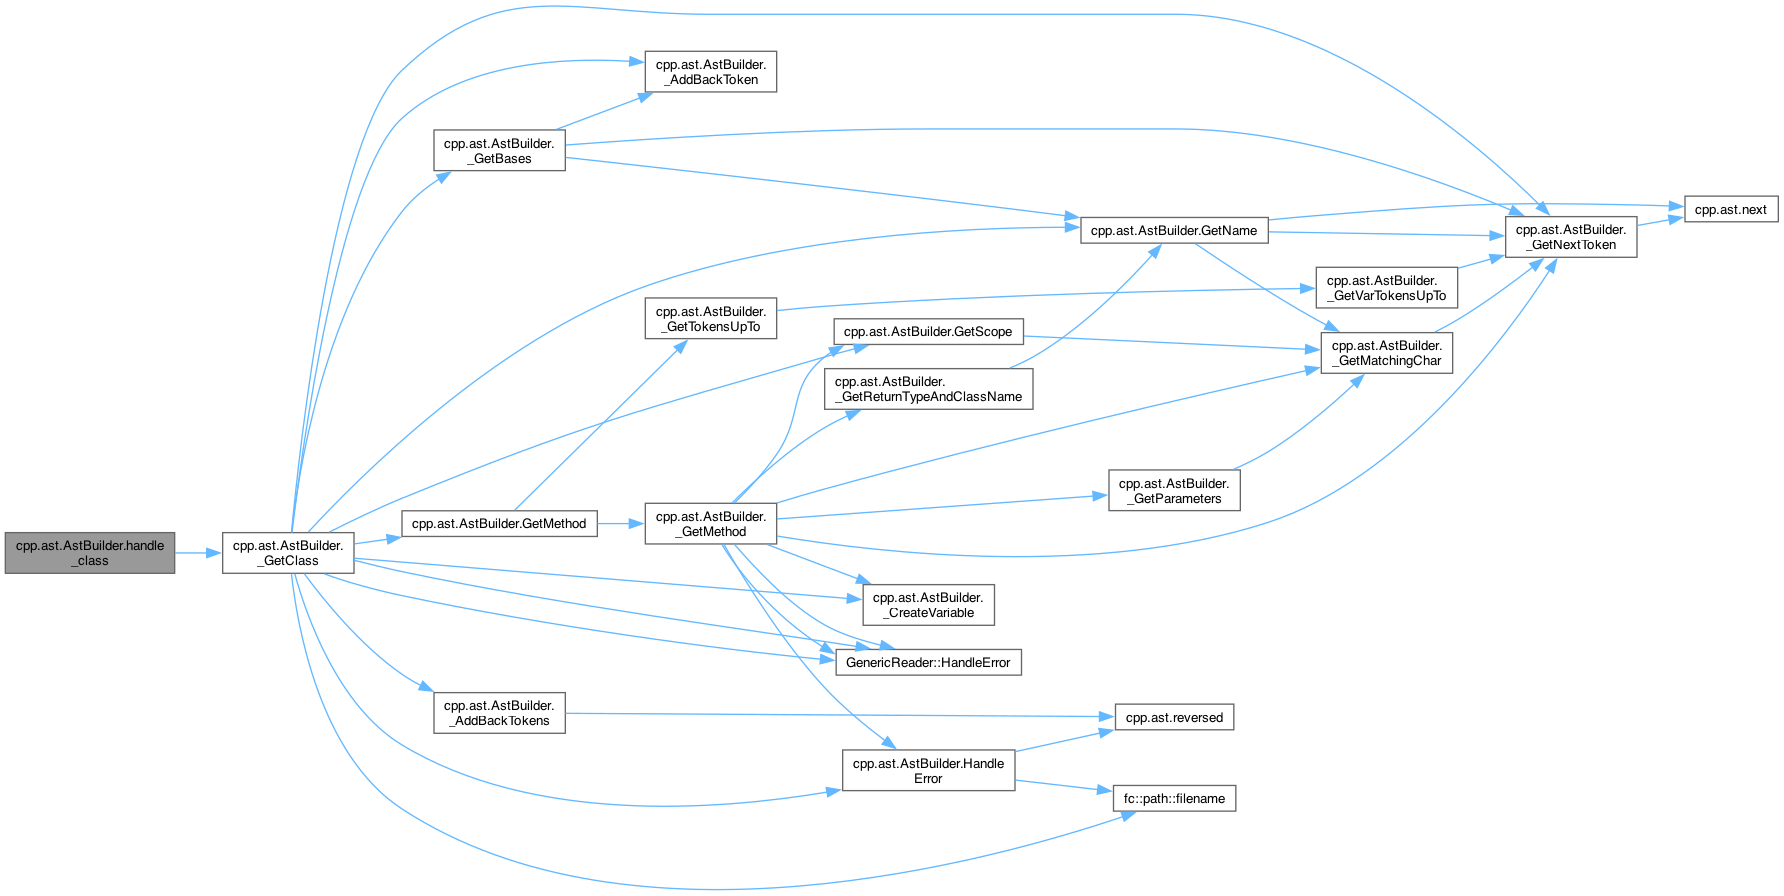 cpp.ast.AstBuilder.handle
_class
cpp.ast.AstBuilder.
_GetClass
cpp.ast.AstBuilder.
_GetBases
cpp.ast.AstBuilder.GetMethod
cpp.ast.AstBuilder.
_AddBackTokens
cpp.ast.AstBuilder.
_AddBackToken
cpp.ast.AstBuilder.
_GetTokensUpTo
cpp.ast.AstBuilder.
_GetMethod
cpp.ast.AstBuilder.GetScope
cpp.ast.AstBuilder.
_GetReturnTypeAndClassName
cpp.ast.AstBuilder.
_CreateVariable
GenericReader::HandleError
cpp.ast.AstBuilder.Handle
Error
cpp.ast.AstBuilder.GetName
cpp.ast.AstBuilder.
_GetParameters
cpp.ast.reversed
fc::path::filename
cpp.ast.AstBuilder.
_GetVarTokensUpTo
cpp.ast.AstBuilder.
_GetMatchingChar
cpp.ast.AstBuilder.
_GetNextToken
cpp.ast.next